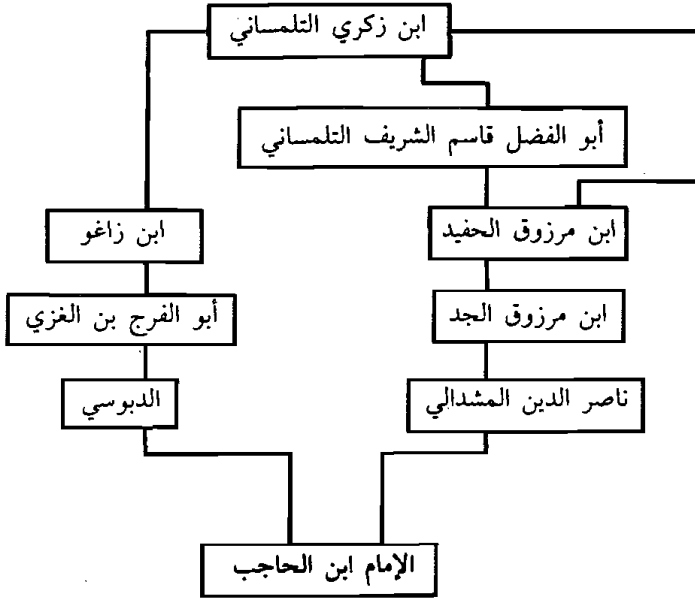 ابن زكري التلمساني
أبو الفضل قاسم الشريف التلمساني
ابن مرزوق الحفيد
ابن زاغو
ابن مرزوق الجد
أبو الفرج بن الغزي
ناصر الدين المشدالي
الدبوسي
الإمام ابن الحاجب